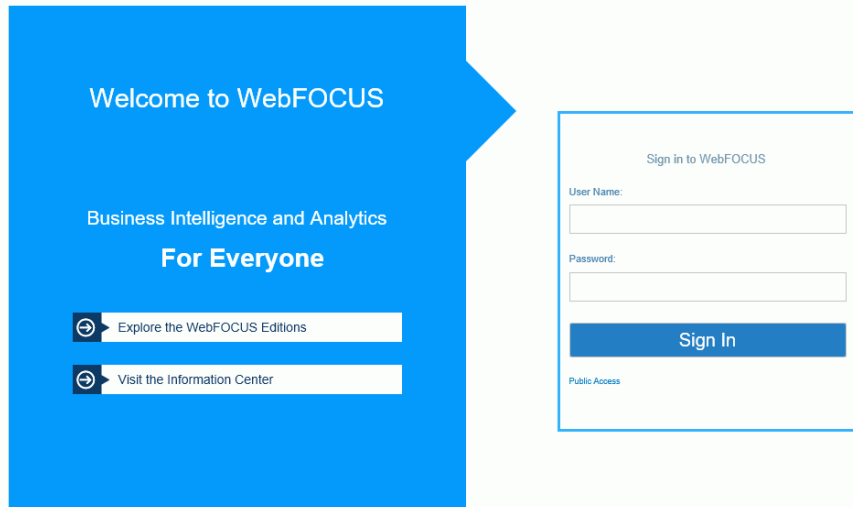 Welcome to WebFOCUS
Business Intelligence and Analytics
For Everyone
Explore the WebFOCUS Editions
Visit the Information Center
Sign in to WebFOCUS
User Name:
Password:
Sign In
Public Access